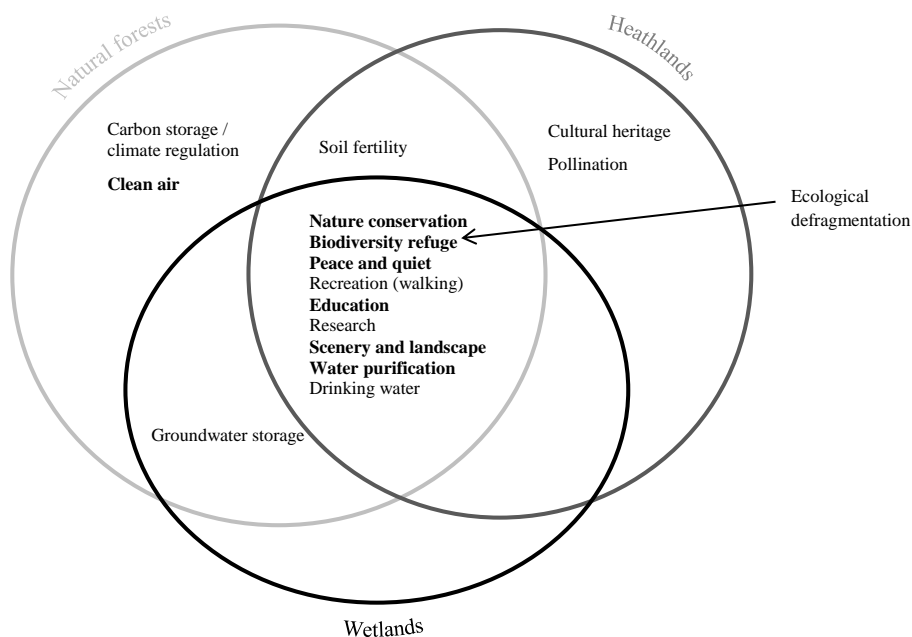 Natural forests
Heathlands
Carbon storage /
climate regulation
Clean air
Soil fertility
Cultural heritage
Pollination
Ecological
defragmentation
Nature conservation
Biodiversity refuge
Peace and quiet
Recreation (walking)
Education
Research
Scenery and landscape
Water purification
Drinking water
Groundwater storage
Wetlands